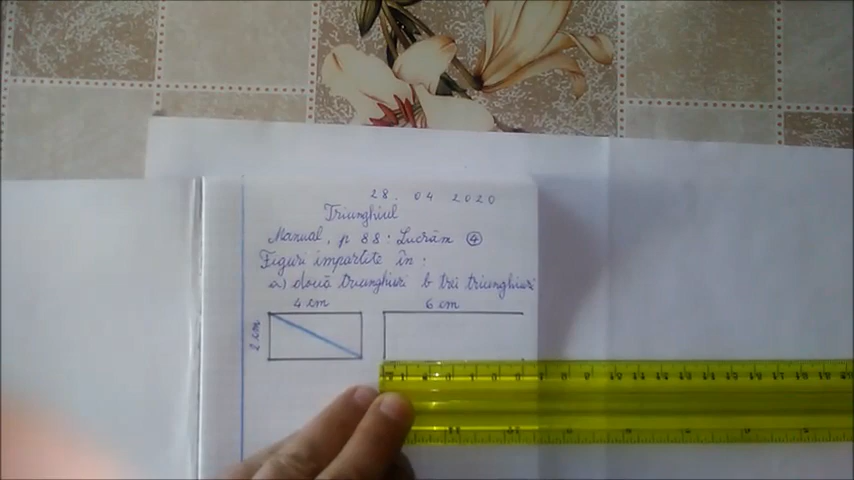 28. 04 2020
Triunghiul
Manual, p 88: Lucrăm 4
Figuri împărțite în:
a) două triunghiuri b trei triunghiuri
4 cm 6 cm
2 cm